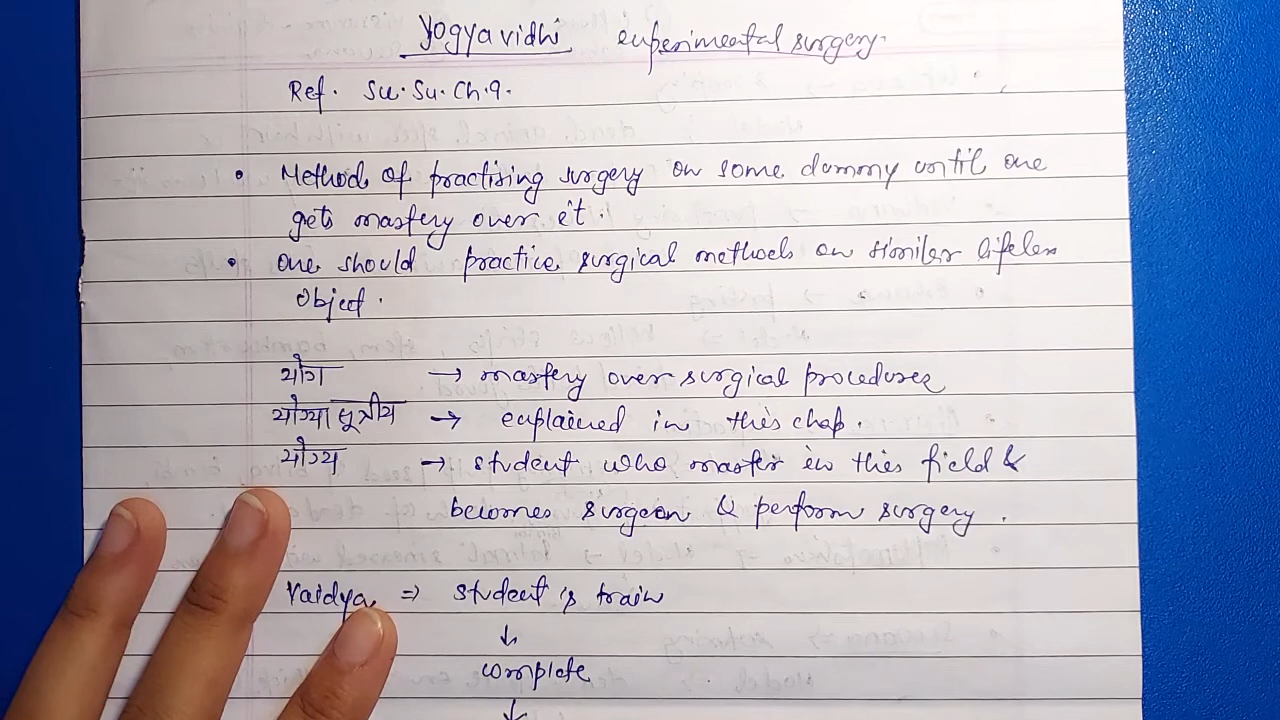 Yogyavidhi experimental surgery.
Ref. Su. Su. Ch. 9.
• Method of practising surgery on some dummy until one
gets mastery over it.
• One should practice surgical methods on similar lifeless
object.
योग → mastery over surgical procedures
योग्यासूत्रीय → explained in this chap.
योग्य → student who master in this field &
becomes surgeon & perform surgery.
Vaidya ⇒ student is train
↓
complete
↓